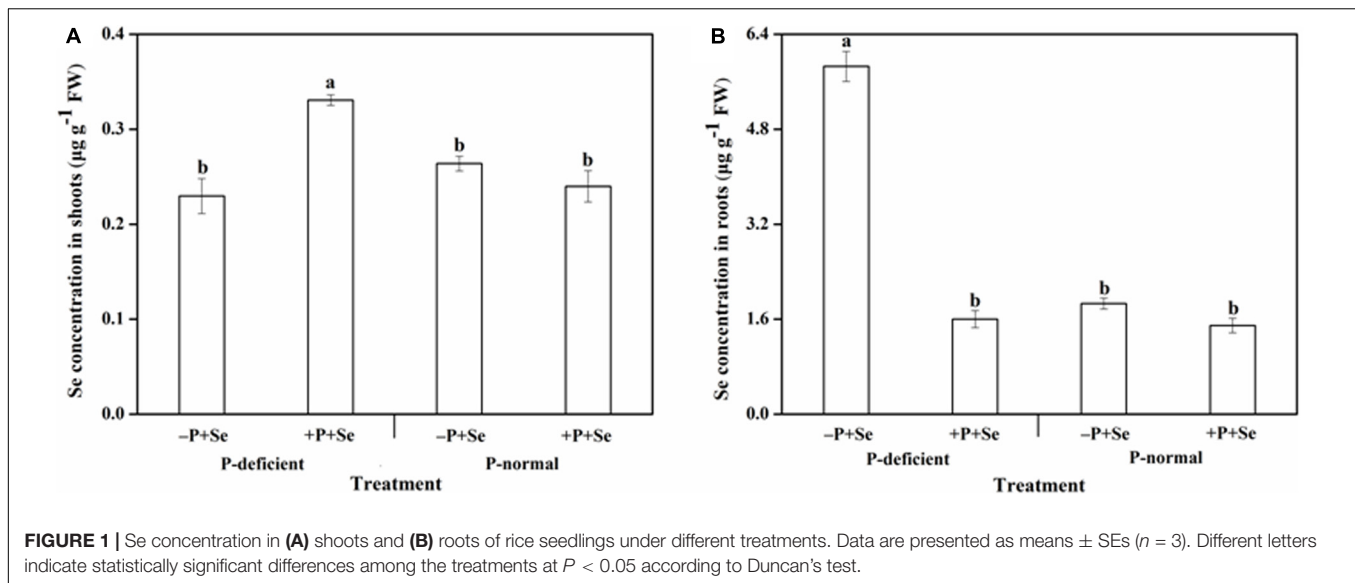 A
Se concentration in shoots (µg g-1 FW)
0.4
0.3
0.2
0.1
0.0
b
a
b
b
–P+Se +P+Se –P+Se +P+Se
P-deficient P-normal
Treatment
B
Se concentration in roots (µg g-1 FW)
6.4
4.8
3.2
1.6
0.0
a
b
b
b
–P+Se +P+Se –P+Se +P+Se
P-deficient P-normal
Treatment
FIGURE 1 | Se concentration in (A) shoots and (B) roots of rice seedlings under different treatments. Data are presented as means ± SEs (n = 3). Different letters
indicate statistically significant differences among the treatments at P < 0.05 according to Duncan's test.